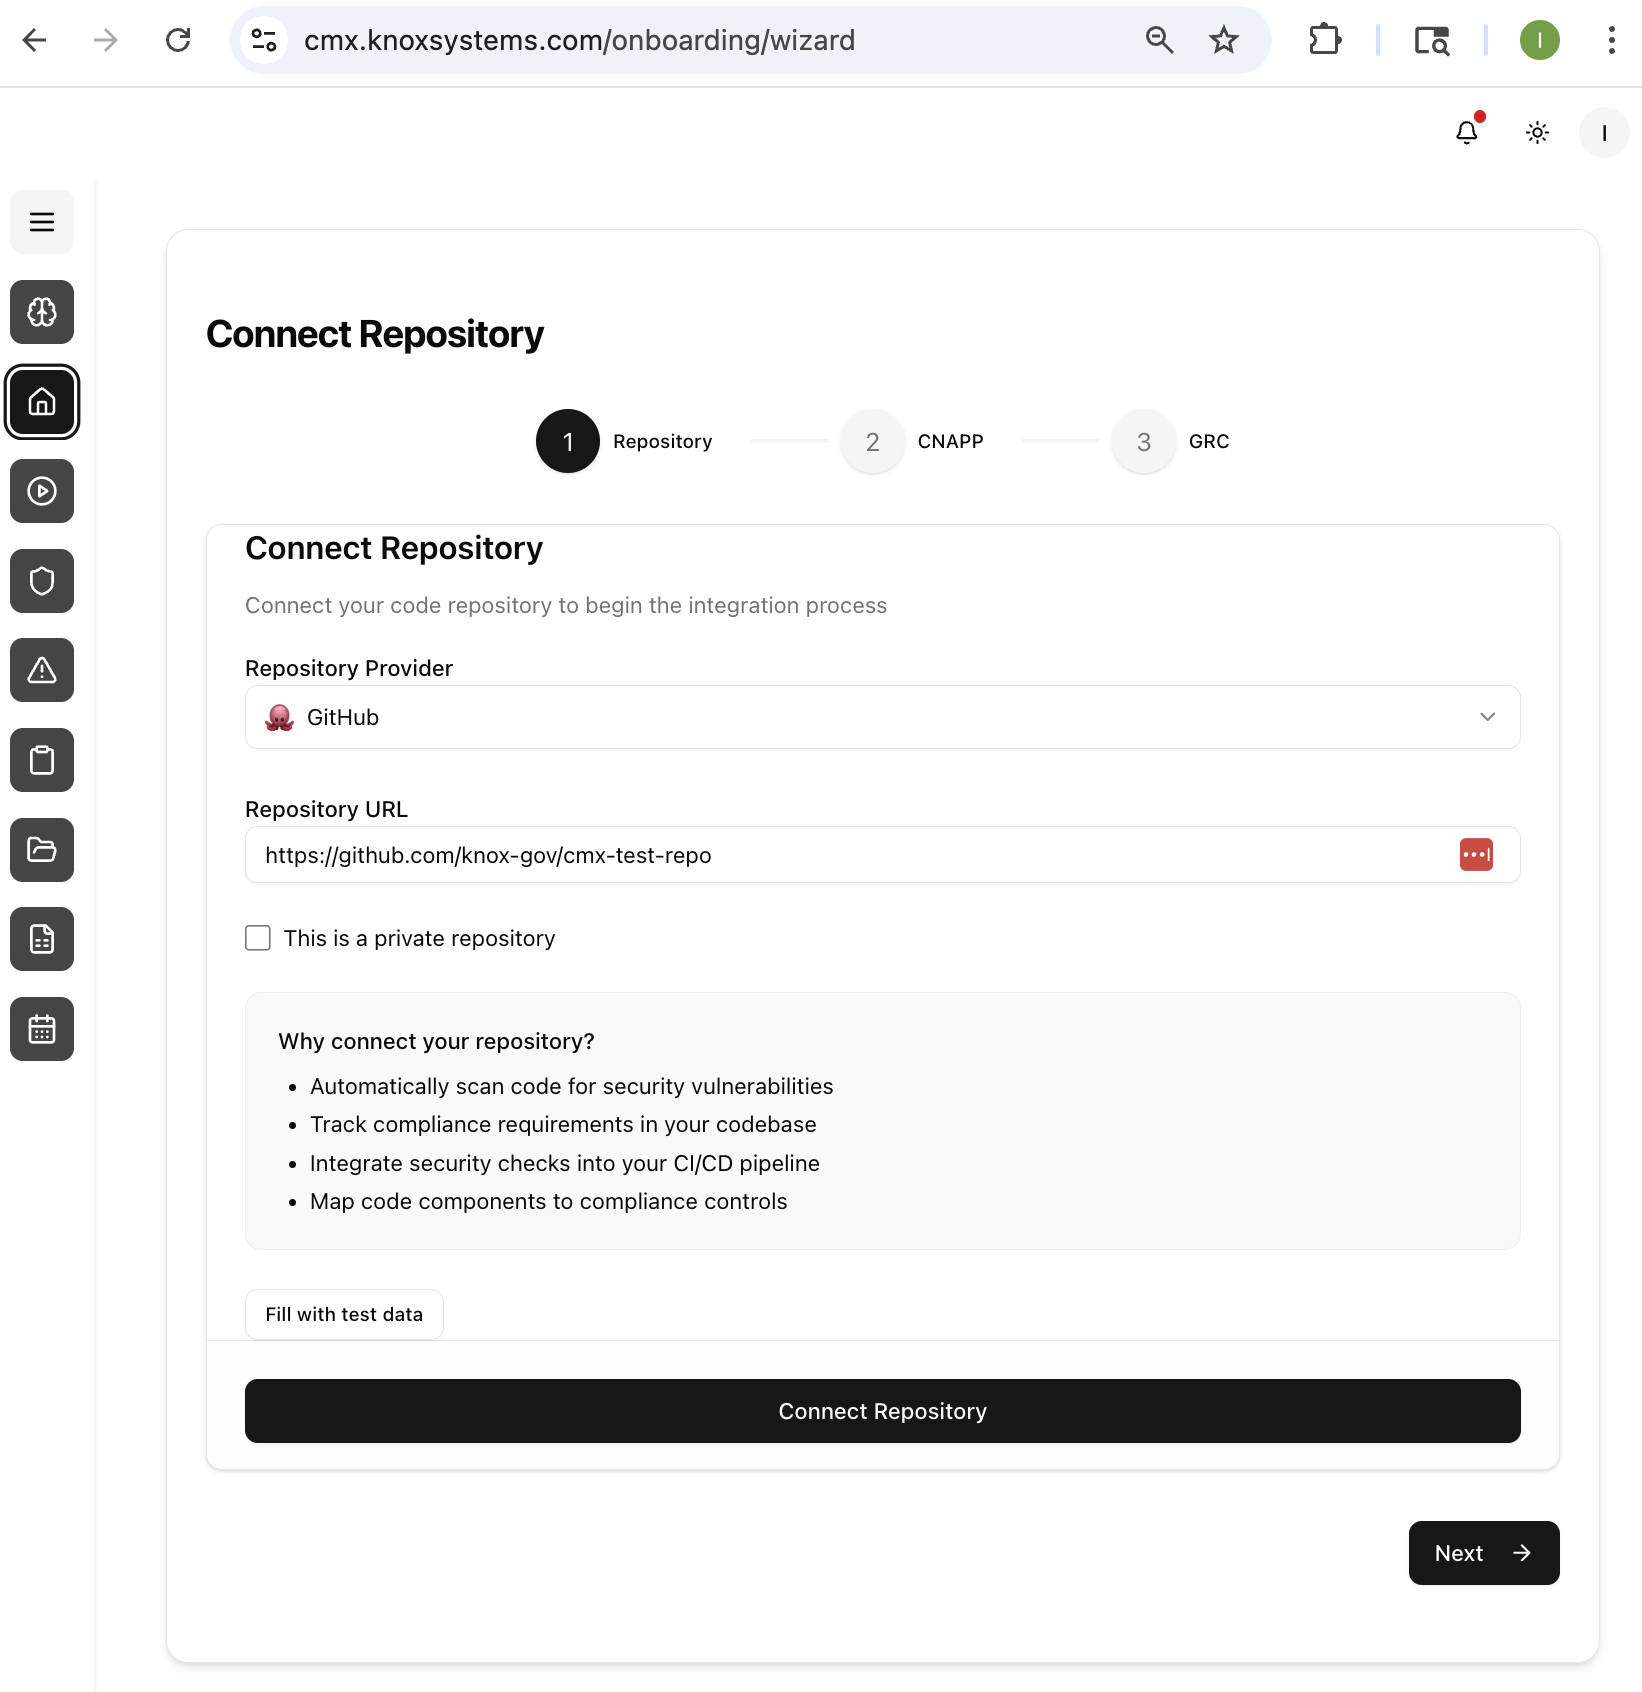 cmx.knoxsystems.com/onboarding/wizard
I
I
Connect Repository
1 Repository 2 CNAPP 3 GRC
Connect Repository
Connect your code repository to begin the integration process
Repository Provider
GitHub
Repository URL
https://github.com/knox-gov/cmx-test-repo
This is a private repository
Why connect your repository?
• Automatically scan code for security vulnerabilities
• Track compliance requirements in your codebase
• Integrate security checks into your CI/CD pipeline
• Map code components to compliance controls
Fill with test data
Connect Repository
Next →